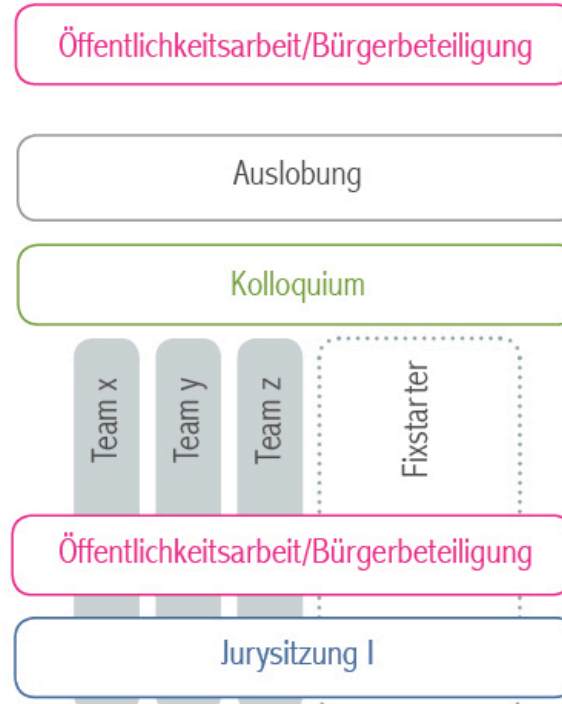 Öffentlichkeitsarbeit/Bürgerbeteiligung
Auslobung
Kolloquium
Team x
Team y
Team z
Fixstarter
Öffentlichkeitsarbeit/Bürgerbeteiligung
Jurysitzung I